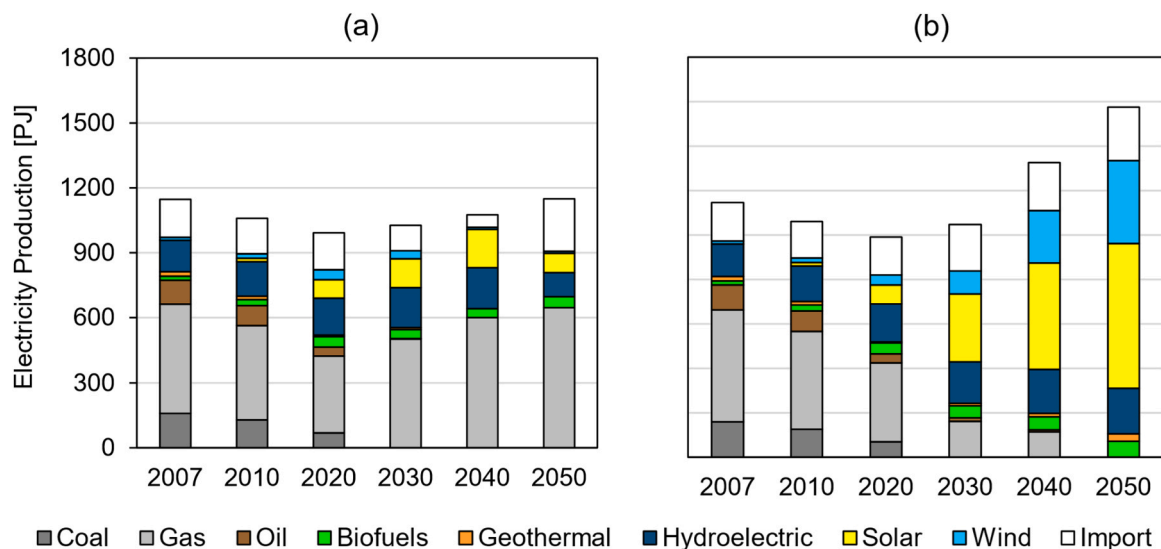 (a) (b)
Electricity Production [PJ]
1800
1500
1200
900
600
300
0
2007 2010 2020 2030 2040 2050 2007 2010 2020 2030 2040 2050
Coal Gas Oil Biofuels Geothermal Hydroelectric Solar Wind Import